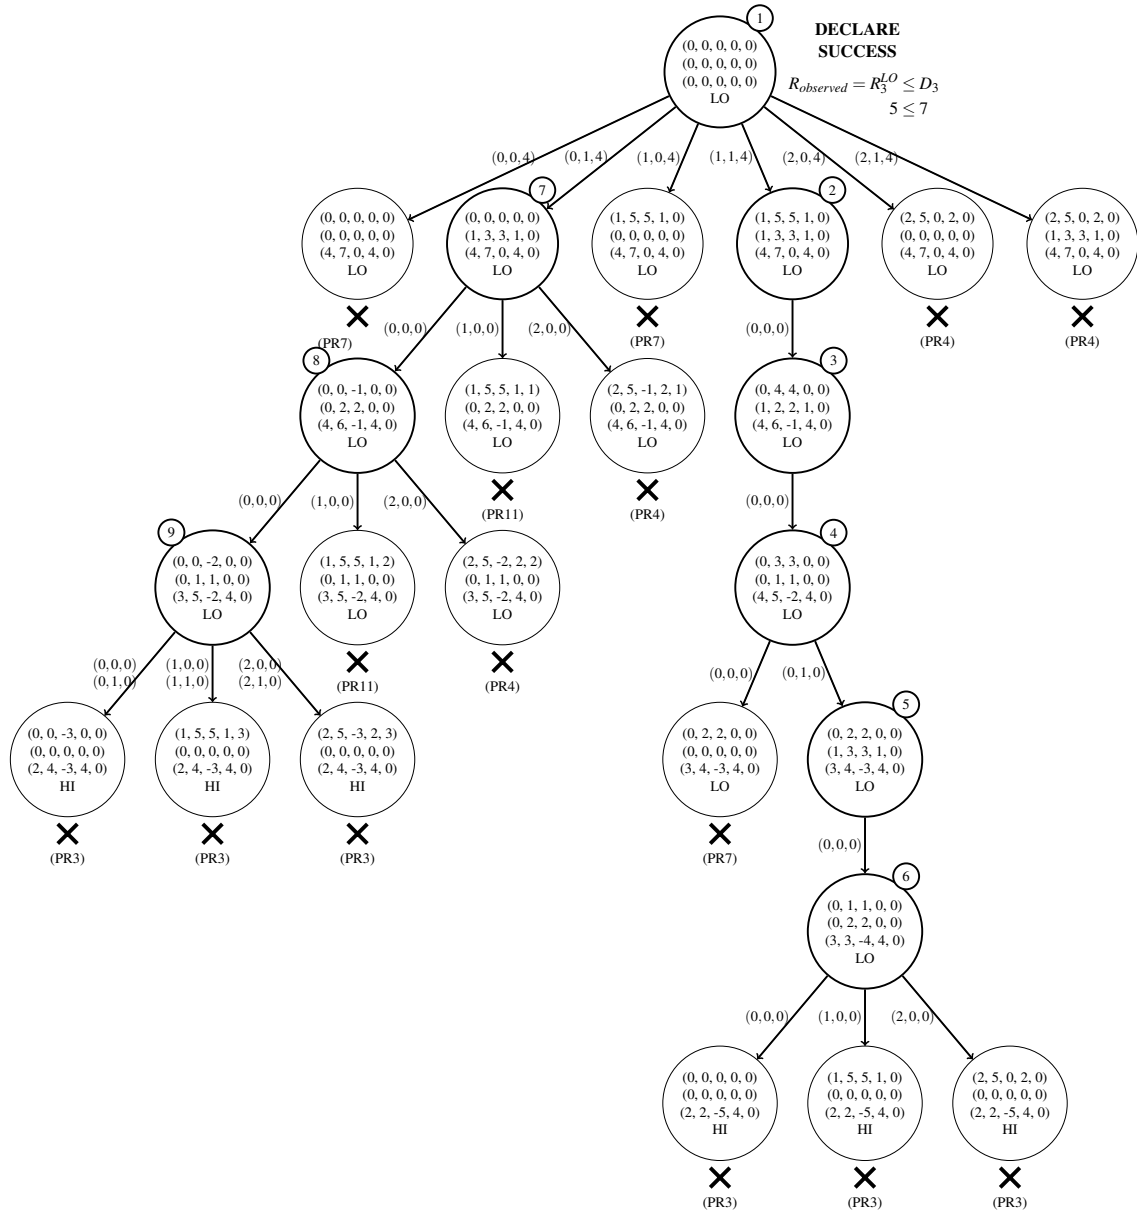 1
DECLARE
SUCCESS
(0, 0, 0, 0, 0)
(0, 0, 0, 0, 0)
(0, 0, 0, 0, 0)
LO
R_observed = R_3^LO ≤ D_3
5 ≤ 7
(0,0,4)
(0,1,4)
(1,0,4)
(1,1,4)
(2,0,4)
(2,1,4)
(0, 0, 0, 0, 0)
(0, 0, 0, 0, 0)
(4, 7, 0, 4, 0)
LO
(PR7)
7
(0, 0, 0, 0, 0)
(1, 3, 3, 1, 0)
(4, 7, 0, 4, 0)
LO
(1, 5, 5, 1, 0)
(0, 0, 0, 0, 0)
(4, 7, 0, 4, 0)
LO
(PR7)
2
(1, 5, 5, 1, 0)
(1, 3, 3, 1, 0)
(4, 7, 0, 4, 0)
LO
(2, 5, 0, 2, 0)
(0, 0, 0, 0, 0)
(4, 7, 0, 4, 0)
LO
(PR4)
(2, 5, 0, 2, 0)
(1, 3, 3, 1, 0)
(4, 7, 0, 4, 0)
LO
(PR4)
(0,0,0)
(1,0,0)
(2,0,0)
(0,0,0)
8
(0, 0, -1, 0, 0)
(0, 2, 2, 0, 0)
(4, 6, -1, 4, 0)
LO
(1, 5, 5, 1, 1)
(0, 2, 2, 0, 0)
(4, 6, -1, 4, 0)
LO
(PR11)
(2, 5, -1, 2, 1)
(0, 2, 2, 0, 0)
(4, 6, -1, 4, 0)
LO
(PR4)
3
(0, 4, 4, 0, 0)
(1, 2, 2, 1, 0)
(4, 6, -1, 4, 0)
LO
(0,0,0)
(1,0,0)
(2,0,0)
(0,0,0)
9
(0, 0, -2, 0, 0)
(0, 1, 1, 0, 0)
(3, 5, -2, 4, 0)
LO
(1, 5, 5, 1, 2)
(0, 1, 1, 0, 0)
(3, 5, -2, 4, 0)
LO
(PR11)
(2, 5, -2, 2, 2)
(0, 1, 1, 0, 0)
(3, 5, -2, 4, 0)
LO
(PR4)
4
(0, 3, 3, 0, 0)
(0, 1, 1, 0, 0)
(4, 5, -2, 4, 0)
LO
(0,0,0)
(0,1,0)
(1,0,0)
(1,1,0)
(2,0,0)
(2,1,0)
(0,0,0)
(0,1,0)
(0, 0, -3, 0, 0)
(0, 0, 0, 0, 0)
(2, 4, -3, 4, 0)
HI
(PR3)
(1, 5, 5, 1, 3)
(0, 0, 0, 0, 0)
(2, 4, -3, 4, 0)
HI
(PR3)
(2, 5, -3, 2, 3)
(0, 0, 0, 0, 0)
(2, 4, -3, 4, 0)
HI
(PR3)
(0, 2, 2, 0, 0)
(0, 0, 0, 0, 0)
(3, 4, -3, 4, 0)
LO
(PR7)
5
(0, 2, 2, 0, 0)
(1, 3, 3, 1, 0)
(3, 4, -3, 4, 0)
LO
(0,0,0)
6
(0, 1, 1, 0, 0)
(0, 2, 2, 0, 0)
(3, 3, -4, 4, 0)
LO
(0,0,0)
(1,0,0)
(2,0,0)
(0, 0, 0, 0, 0)
(0, 0, 0, 0, 0)
(2, 2, -5, 4, 0)
HI
(PR3)
(1, 5, 5, 1, 0)
(0, 0, 0, 0, 0)
(2, 2, -5, 4, 0)
HI
(PR3)
(2, 5, 0, 2, 0)
(0, 0, 0, 0, 0)
(2, 2, -5, 4, 0)
HI
(PR3)